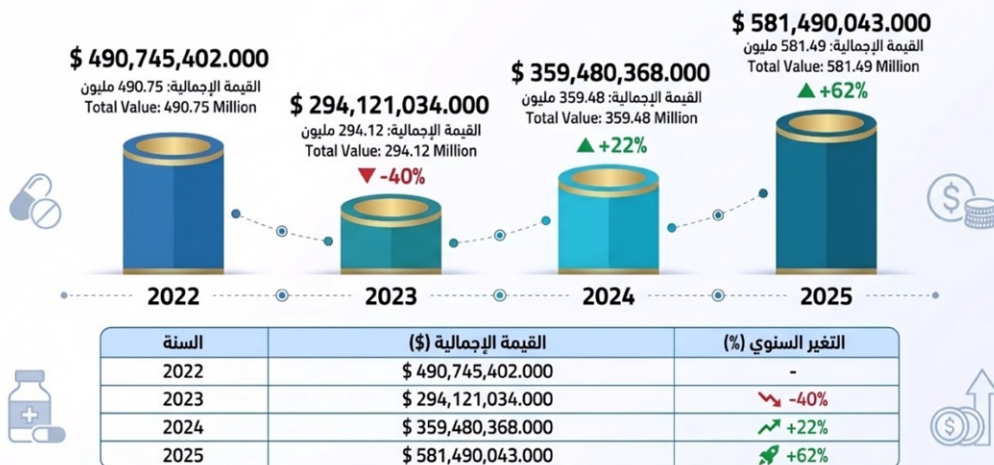 $ 490,745,402.000
القيمة الإجمالية: 490.75 مليون
Total Value: 490.75 Million
$ 294,121,034.000
القيمة الإجمالية: 294.12 مليون
Total Value: 294.12 Million
-40%
$ 359,480,368.000
القيمة الإجمالية: 359.48 مليون
Total Value: 359.48 Million
+22%
$ 581,490,043.000
القيمة الإجمالية: 581.49 مليون
Total Value: 581.49 Million
+62%
2022 2023 2024 2025
السنة القيمة الإجمالية ($) التغير السنوي (%)
2022 $ 490,745,402.000 -
2023 $ 294,121,034.000 -40%
2024 $ 359,480,368.000 +22%
2025 $ 581,490,043.000 +62%